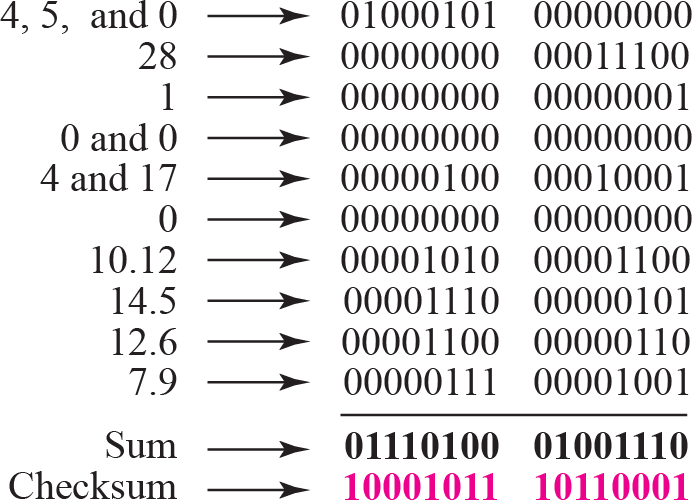 4, 5, and 0 01000101 00000000
28 00000000 00011100
1 00000000 00000001
0 and 0 00000000 00000000
4 and 17 00000100 00010001
0 00000000 00000000
10.12 00001010 00001100
14.5 00001110 00000101
12.6 00001100 00000110
7.9 00000111 00001001
Sum 01110100 01001110
Checksum 10001011 10110001